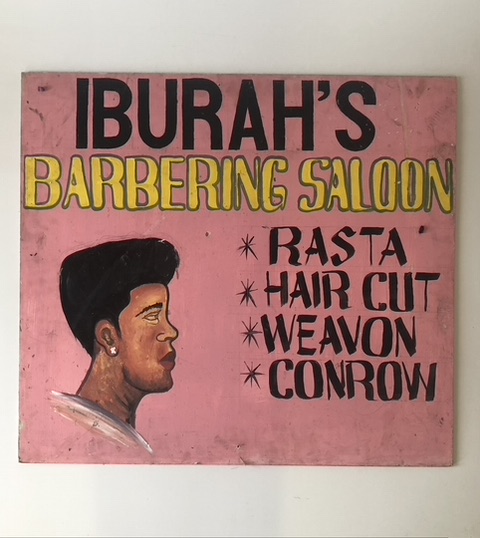 IBURAH'S
BARBERING SALOON
* RASTA
* HAIR CUT
* WEAVON
* CONROW